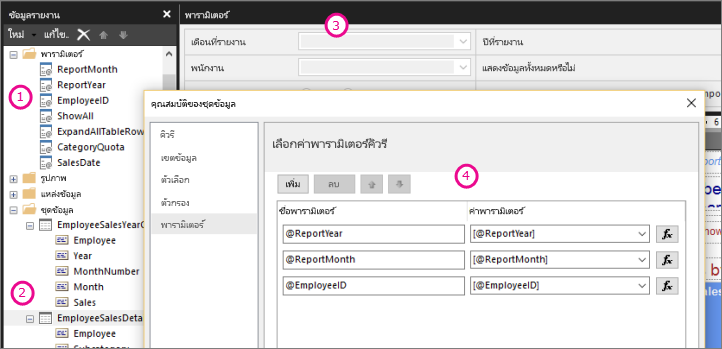 ข้อมูลรายงาน
ใหม่ แก้ไข..
พารามิเตอร์
ReportMonth
ReportYear
1
EmployeeID
ShowAll
ExpandAllTableRow
CategoryQuota
SalesDate
รูปภาพ
แหล่งข้อมูล
ชุดข้อมูล
EmployeeSalesYearO
Employee
Year
MonthNumber
Month
2
Sales
EmployeeSalesDeta
Employee
Subcategory
พารามิเตอร์
3
เดือนที่รายงาน ปีที่รายงาน
พนักงาน แสดงข้อมูลทั้งหมดหรือไม่
คุณสมบัติของชุดข้อมูล
คิวรี
เขตข้อมูล
ตัวเลือก
ตัวกรอง
พารามิเตอร์
เลือกค่าพารามิเตอร์คิวรี
4
เพิ่ม ลบ
ชื่อพารามิเตอร์ ค่าพารามิเตอร์
@ReportYear [@ReportYear] fx
@ReportMonth [@ReportMonth] fx
@EmployeeID [@EmployeeID] fx
mpo
6
port
be
how
l b
ales